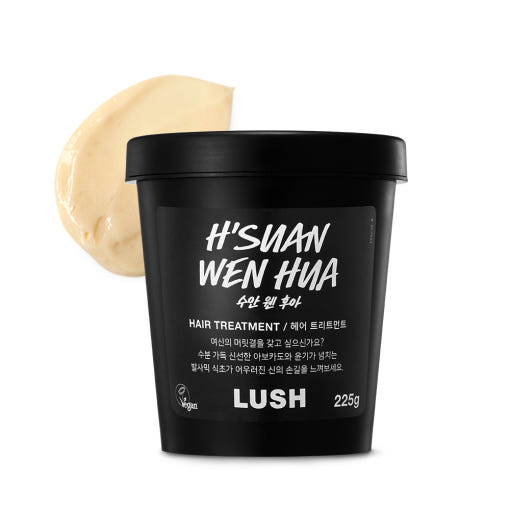 H'SUAN
WEN HUA
수안 웬 후아
HAIR TREATMENT / 헤어 트리트먼트
여신의 머릿결을 갖고 싶으신가요?
수분 가득 신선한 아보카도와 윤기가 넘치는
발사믹 식초가 어우러진 신의 손길을 느껴보세요.
Vegan
LUSH
225g